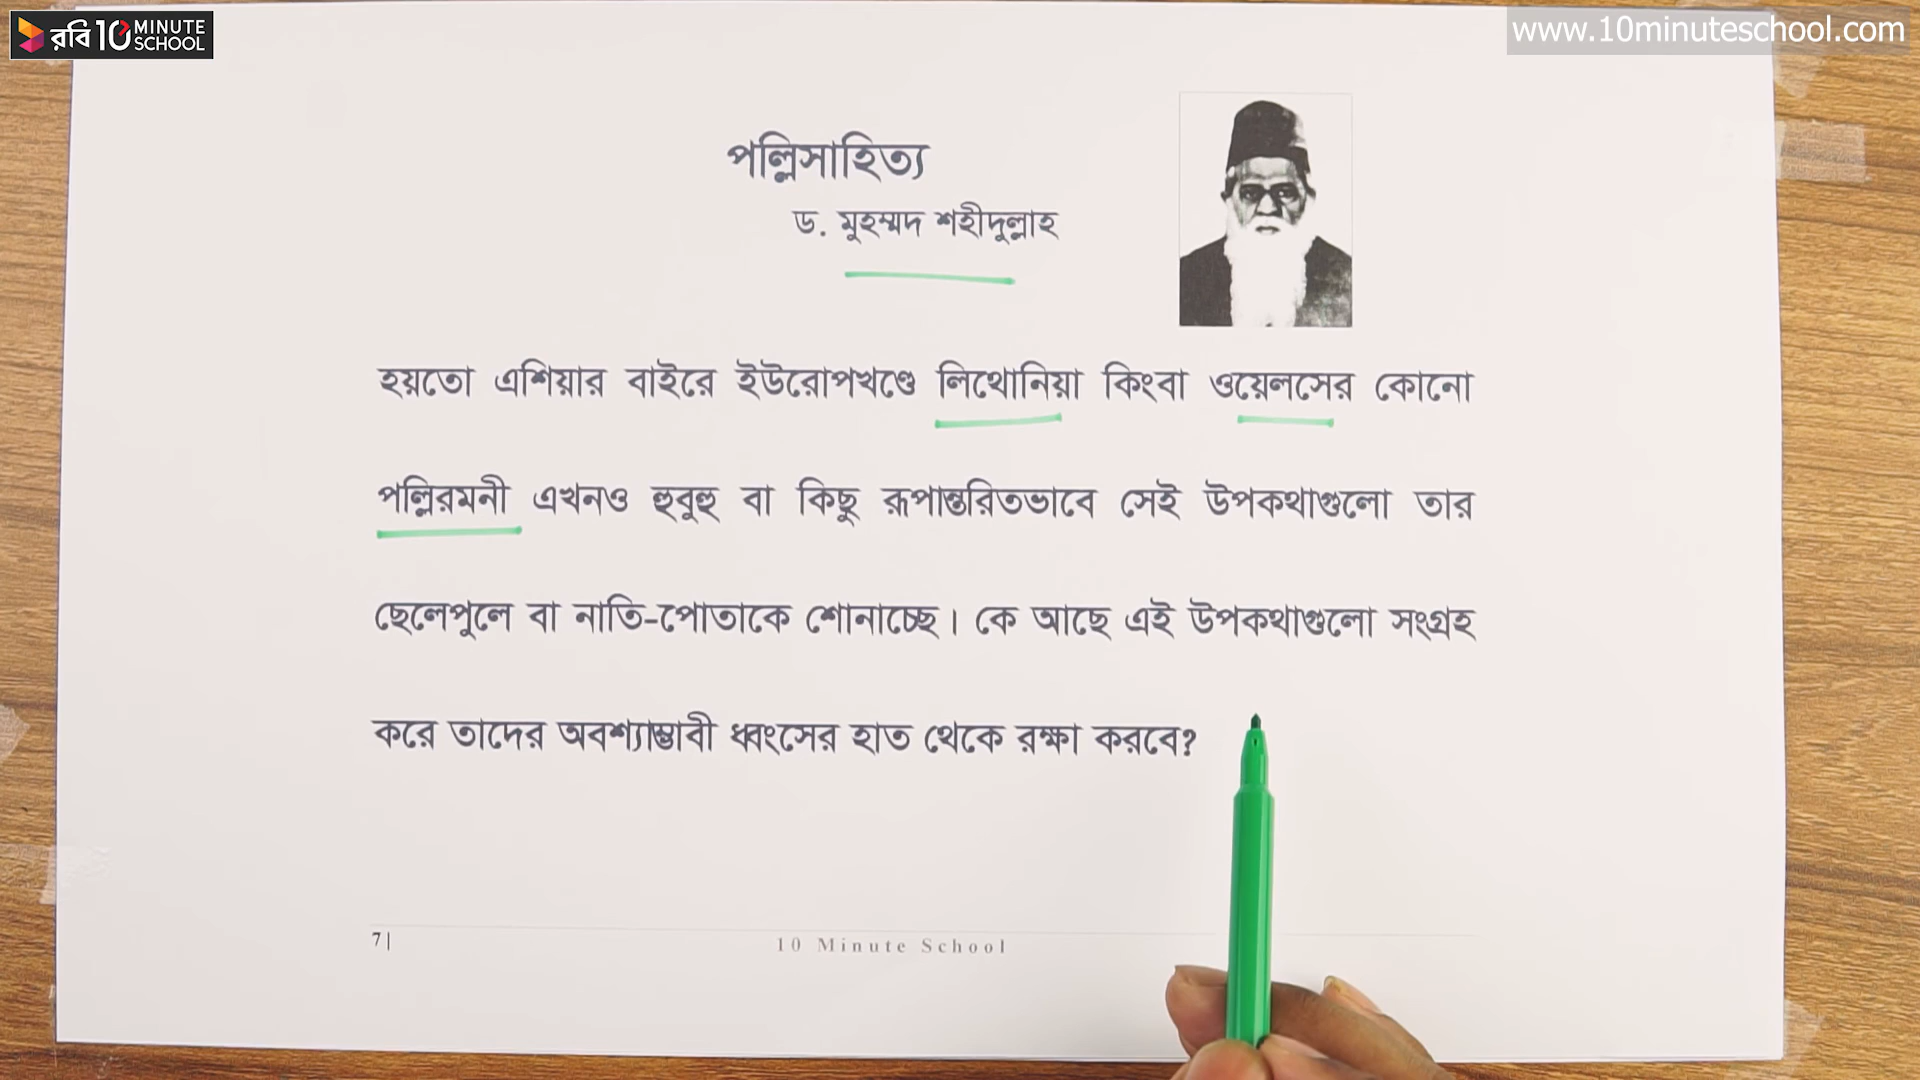 রবি 10 MINUTE SCHOOL
www.10minuteschool.com
পল্লিসাহিত্য
ড. মুহম্মদ শহীদুল্লাহ
হয়তো এশিয়ার বাইরে ইউরোপখণ্ডে লিথোনিয়া কিংবা ওয়েলসের কোনো
পল্লিরমনী এখনও হুবুহু বা কিছু রূপান্তরিতভাবে সেই উপকথাগুলো তার
ছেলেপুলে বা নাতি-পোতাকে শোনাচ্ছে। কে আছে এই উপকথাগুলো সংগ্রহ
করে তাদের অবশ্যাম্ভাবী ধ্বংসের হাত থেকে রক্ষা করবে?
7|
10 Minute School